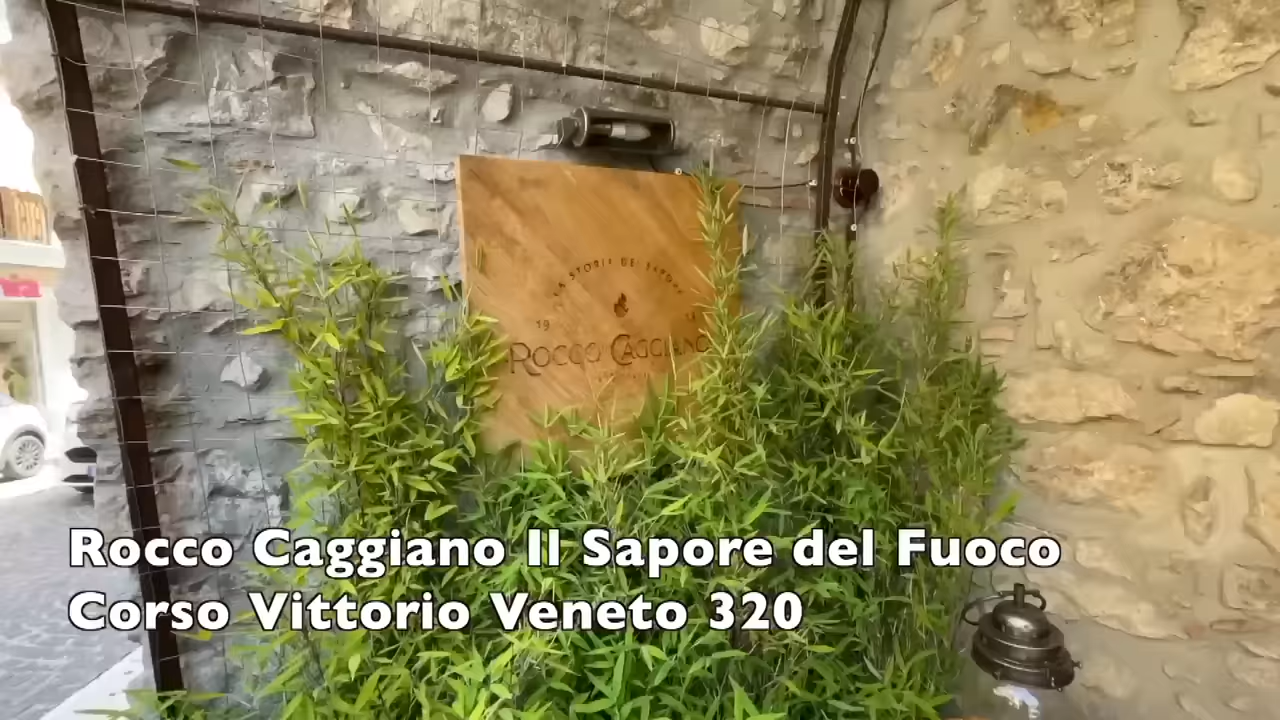 LA STORIA DEL SAPORE
19
ROCCO CAGGIANO
Rocco Caggiano Il Sapore del Fuoco
Corso Vittorio Veneto 320